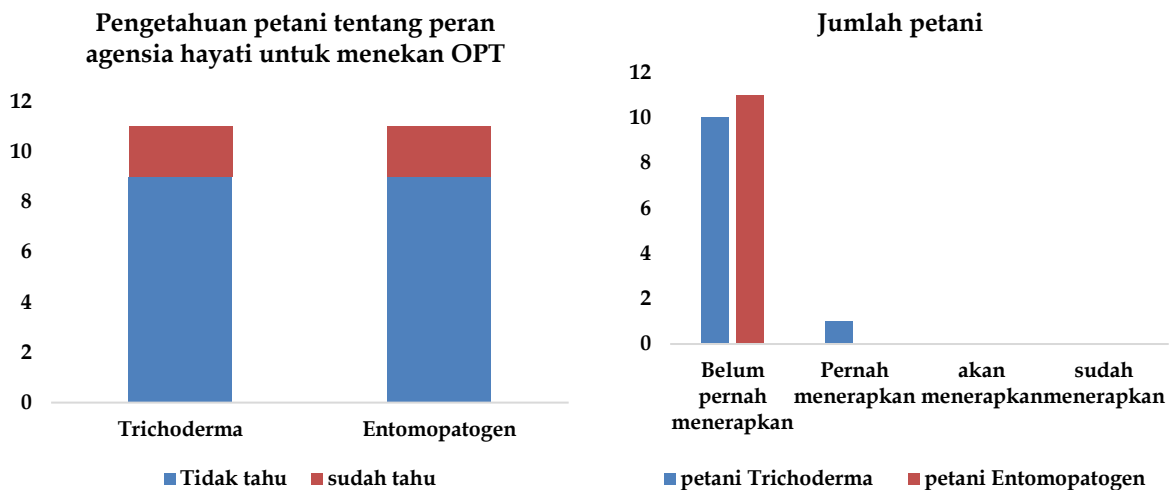 Pengetahuan petani tentang peran
agensia hayati untuk menekan OPT
12
10
8
6
4
2
0
Trichoderma Entomopatogen
Tidak tahu sudah tahu
Jumlah petani
12
10
8
6
4
2
0
Belum
pernah
menerapkan
Pernah
menerapkan
akan
menerapkan
sudah
menerapkan
petani Trichoderma petani Entomopatogen